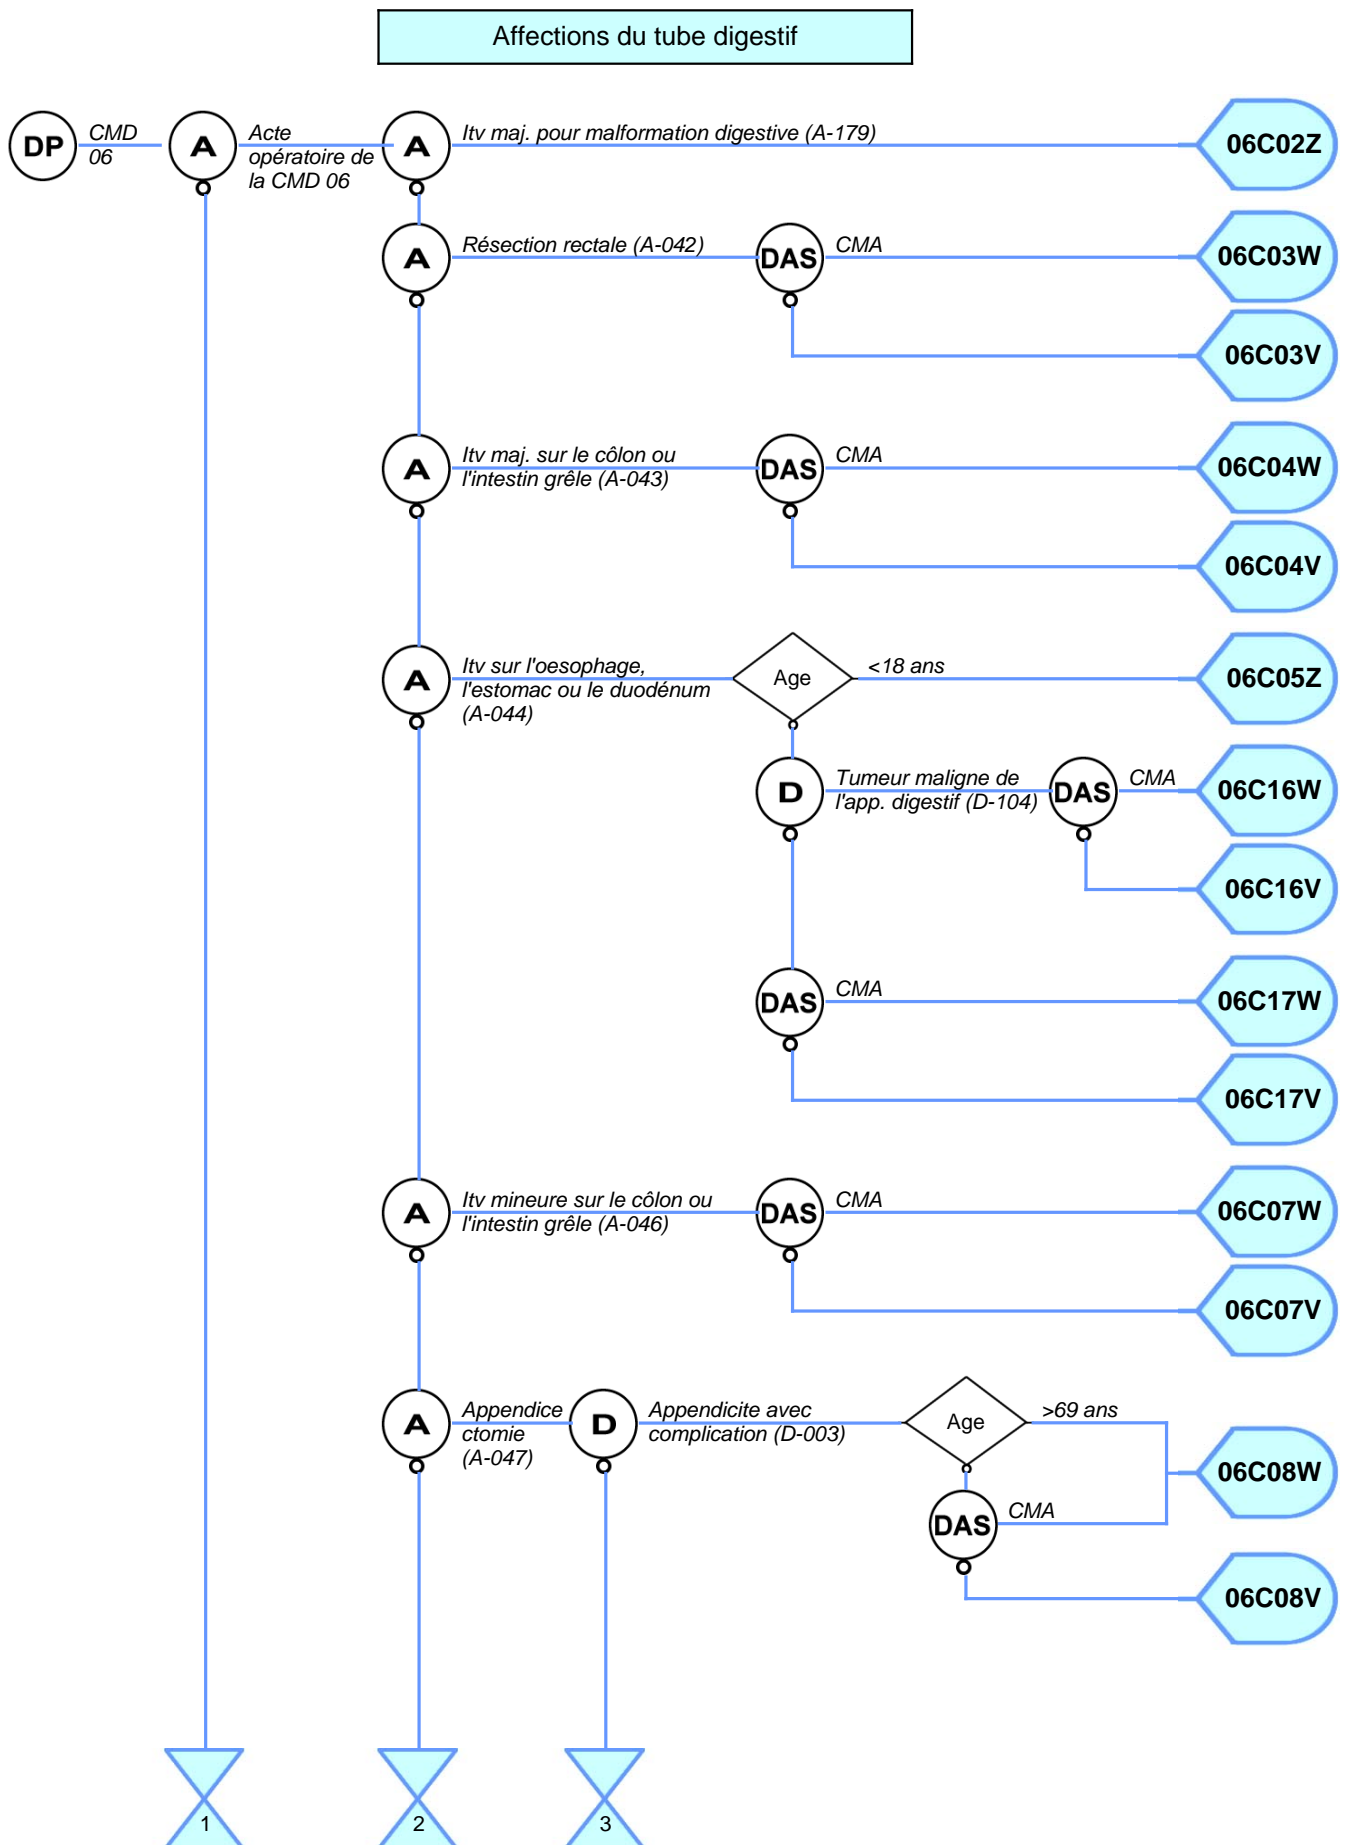 Affections du tube digestif
DP
CMD
06
A
Acte
opératoire de
la CMD 06
A
Itv maj. pour malformation digestive (A-179)
06C02Z
A
Résection rectale (A-042)
DAS
CMA
06C03W
06C03V
A
Itv maj. sur le côlon ou
l'intestin grêle (A-043)
DAS
CMA
06C04W
06C04V
A
Itv sur l'oesophage,
l'estomac ou le duodénum
(A-044)
Age
<18 ans
06C05Z
D
Tumeur maligne de
l'app. digestif (D-104)
DAS
CMA
06C16W
06C16V
DAS
CMA
06C17W
06C17V
A
Itv mineure sur le côlon ou
l'intestin grêle (A-046)
DAS
CMA
06C07W
06C07V
A
Appendice
ctomie
(A-047)
D
Appendicite avec
complication (D-003)
Age
>69 ans
06C08W
DAS
CMA
06C08V
1
2
3